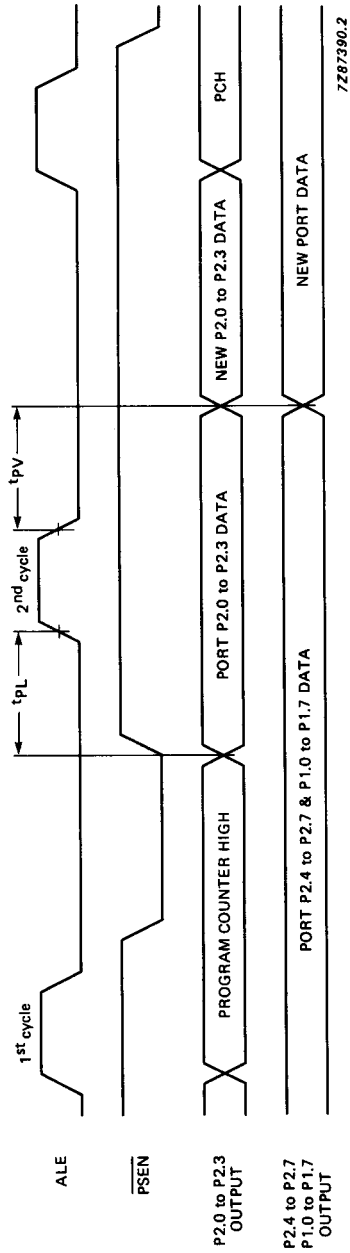 1st cycle
tPL
2nd cycle
tPV
ALE
PSEN
P2.0 to P2.3
OUTPUT
PROGRAM COUNTER HIGH
PORT P2.0 to P2.3 DATA
NEW P2.0 to P2.3 DATA
PCH
P2.4 to P2.7
P1.0 to P1.7
OUTPUT
PORT P2.4 to P2.7 & P1.0 to P1.7 DATA
NEW PORT DATA
7Z87390.2